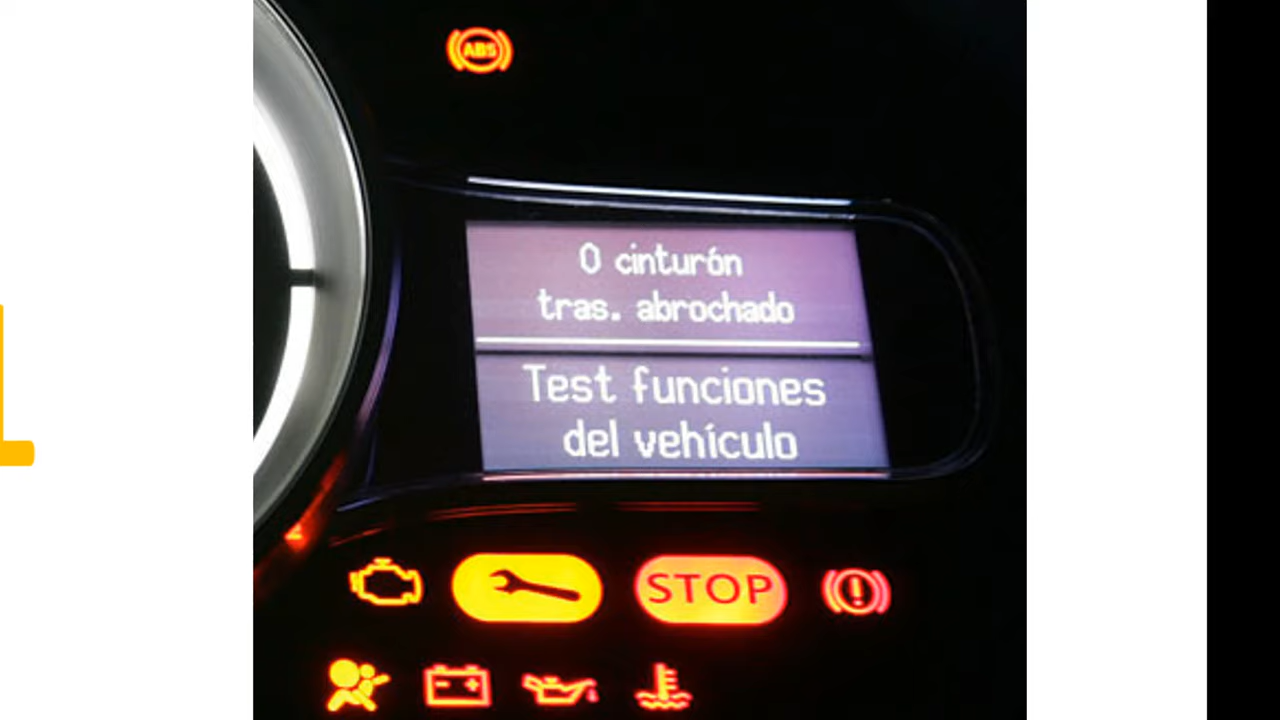 ABS
0 cinturón
tras. abrochado
Test funciones
del vehículo
STOP